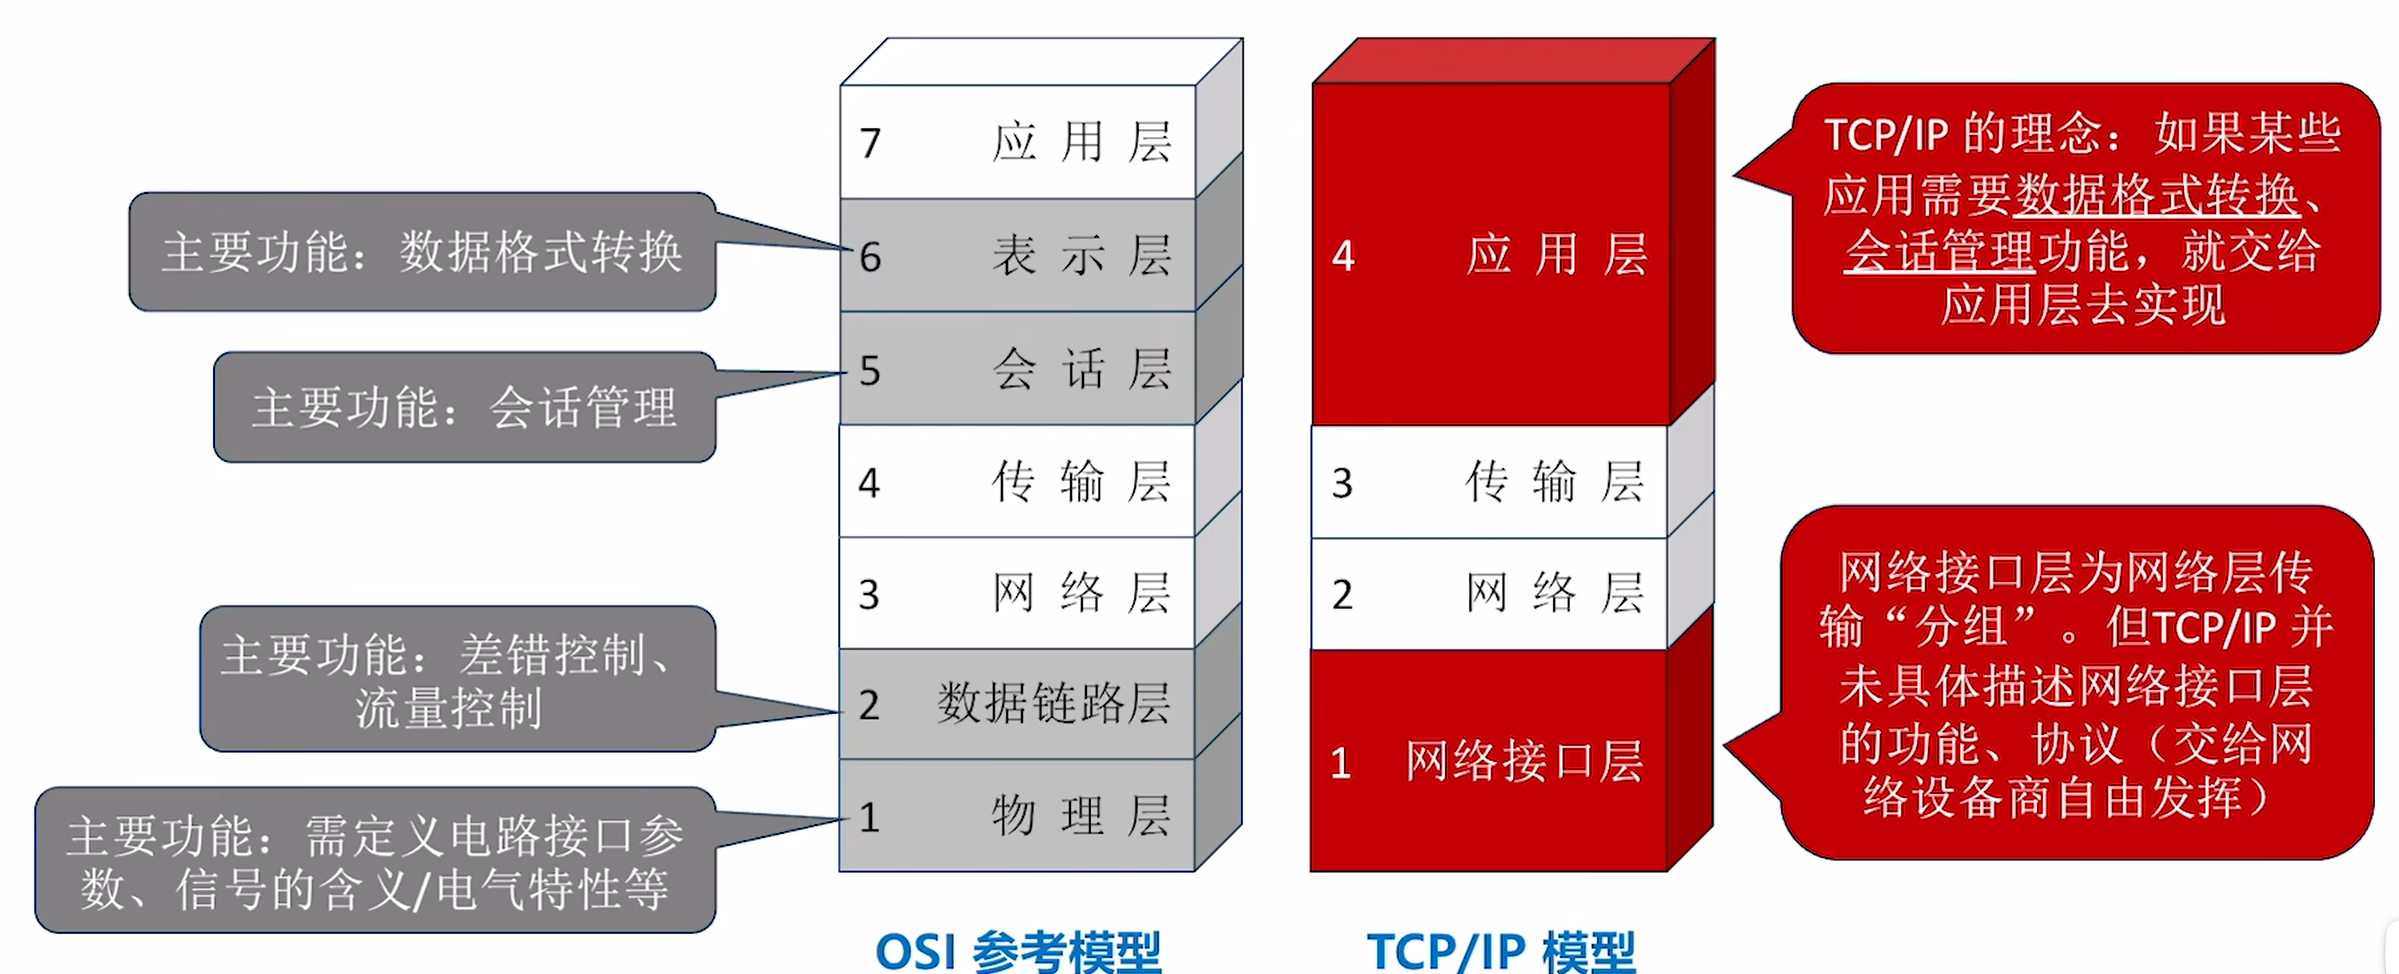 主要功能：数据格式转换
主要功能：会话管理
主要功能：差错控制、
流量控制
主要功能：需定义电路接口参
数、信号的含义/电气特性等
7 应用层
6 表示层
5 会话层
4 传输层
3 网络层
2 数据链路层
1 物理层
OSI 参考模型
4 应用层
3 传输层
2 网络层
1 网络接口层
TCP/IP 模型
TCP/IP 的理念：如果某些
应用需要数据格式转换、
会话管理功能，就交给
应用层去实现
网络接口层为网络层传
输“分组”。但TCP/IP 并
未具体描述网络接口层
的功能、协议（交给网
络设备商自由发挥）